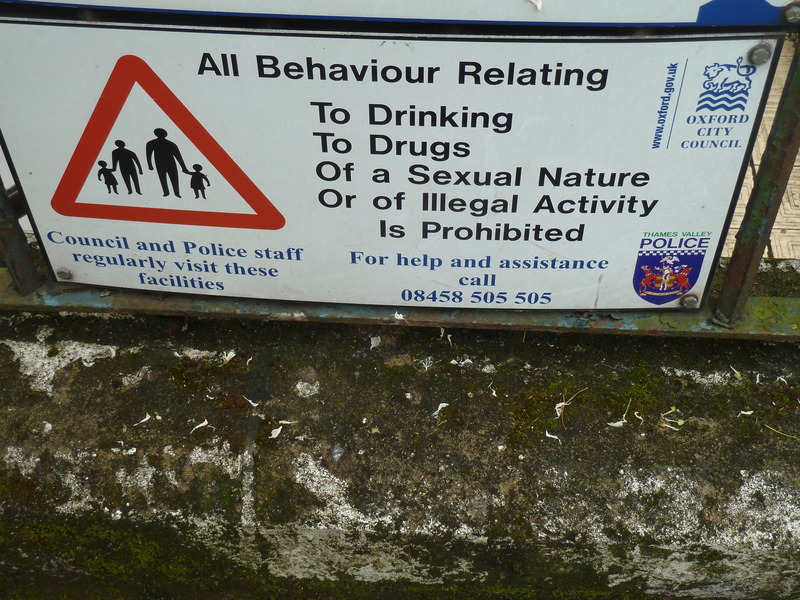 All Behaviour Relating
To Drinking
To Drugs
Of a Sexual Nature
Or of Illegal Activity
Is Prohibited
Council and Police staff
regularly visit these
facilities
For help and assistance
call
08458 505 505
www.oxford.gov.uk
OXFORD
CITY
COUNCIL
THAMES VALLEY
POLICE